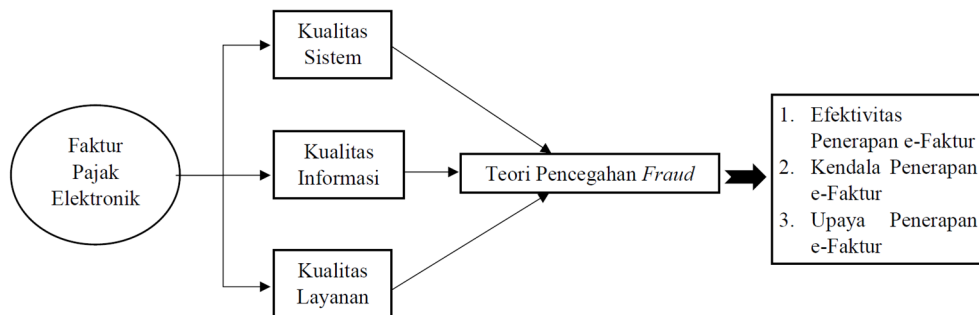 Faktur
Pajak
Elektronik
Kualitas
Sistem
Kualitas
Informasi
Kualitas
Layanan
Teori Pencegahan Fraud
1. Efektivitas
Penerapan e-Faktur
2. Kendala Penerapan
e-Faktur
3. Upaya Penerapan
e-Faktur